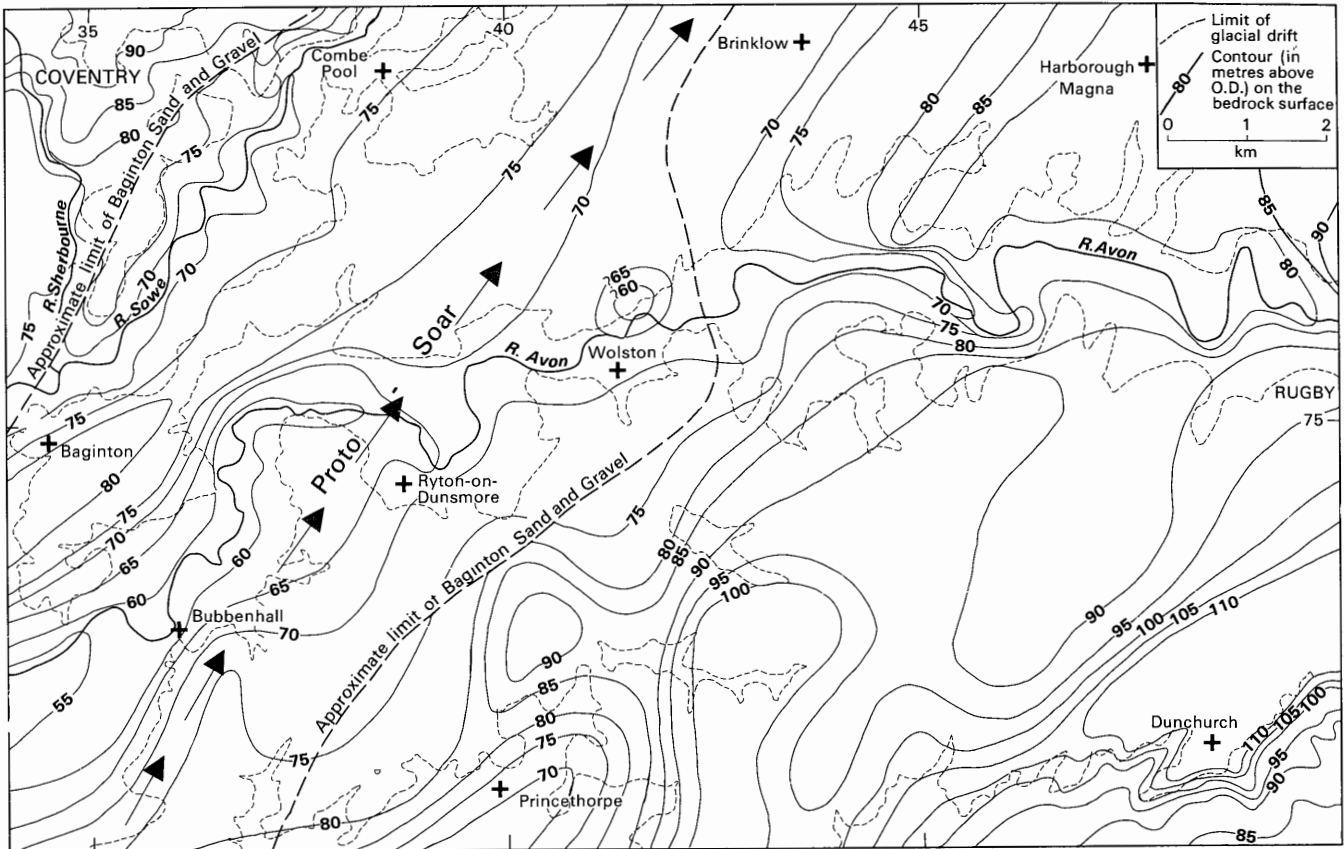 35
40
45
90
COVENTRY
85
80
75
Combe
Pool
75
Brinklow
Harborough
Magna
80
85
70
75
Limit of
glacial drift
80
Contour (in
metres above
O.D.) on the
bedrock surface
0 1 2
km
Approximate limit of Baginton Sand and Gravel
R. Sherbourne
R. Sowe
70
70
75
75
70
85
90
80
R. Avon
65
60
Soar
R. Avon
Wolston
70
75
80
RUGBY
75
75
Baginton
80
75
70
65
60
Proto
Ryton-on-
Dunsmore
60
65
Bubbenhall
70
55
75
80
Approximate limit of Baginton Sand and Gravel
75
80
85
90
95
100
90
85
80
75
70
Princethorpe
90
95
100
105
110
Dunchurch
110
105
100
95
90
85